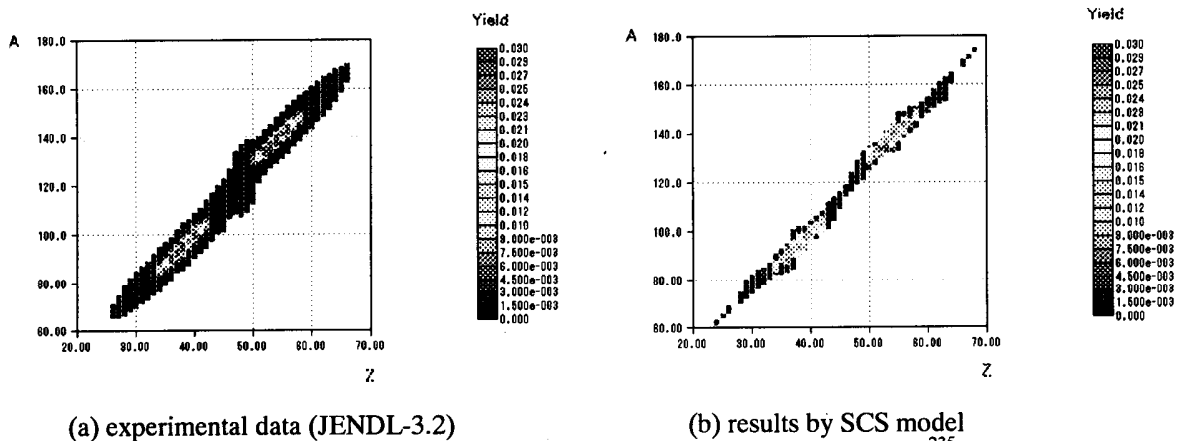 Yield
A
180.0
160.0
140.0
120.0
100.0
80.00
60.00
20.00 30.00 40.00 50.00 60.00 70.00
Z
0.030
0.029
0.027
0.025
0.024
0.023
0.021
0.020
0.018
0.016
0.015
0.014
0.012
0.010
9.000e-003
7.500e-003
6.000e-003
4.500e-003
3.000e-003
1.500e-003
0.000
(a) experimental data (JENDL-3.2)
Yield
A
180.0
160.0
140.0
120.0
100.0
80.00
60.00
20.00 30.00 40.00 50.00 60.00 70.00
Z
0.030
0.029
0.027
0.025
0.024
0.023
0.021
0.020
0.018
0.016
0.015
0.014
0.012
0.010
9.000e-003
7.500e-003
6.000e-003
4.500e-003
3.000e-003
1.500e-003
0.000
(b) results by SCS model